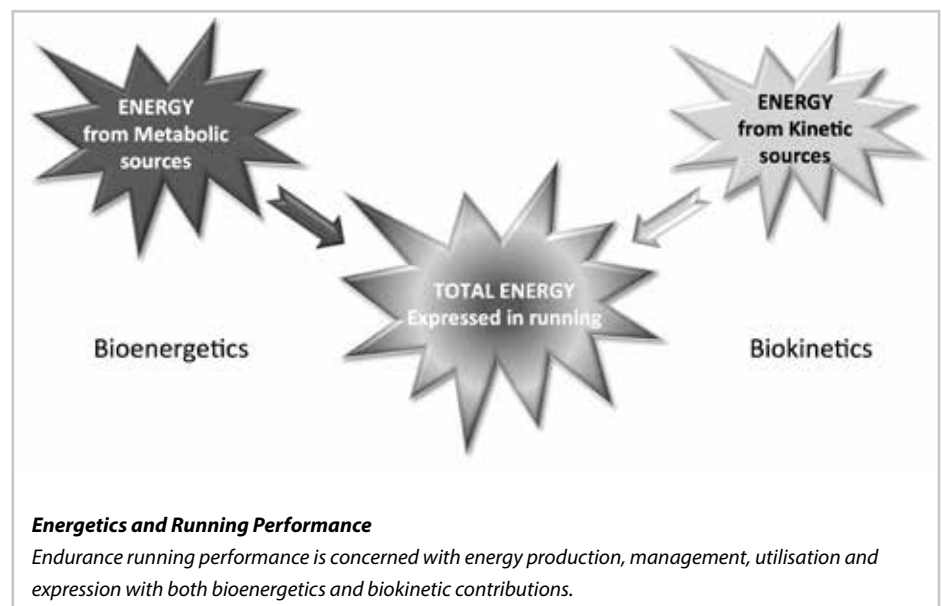 ENERGY
from Metabolic
sources
ENERGY
from Kinetic
sources
TOTAL ENERGY
Expressed in running
Bioenergetics
Biokinetics
Energetics and Running Performance
Endurance running performance is concerned with energy production, management, utilisation and
expression with both bioenergetics and biokinetic contributions.